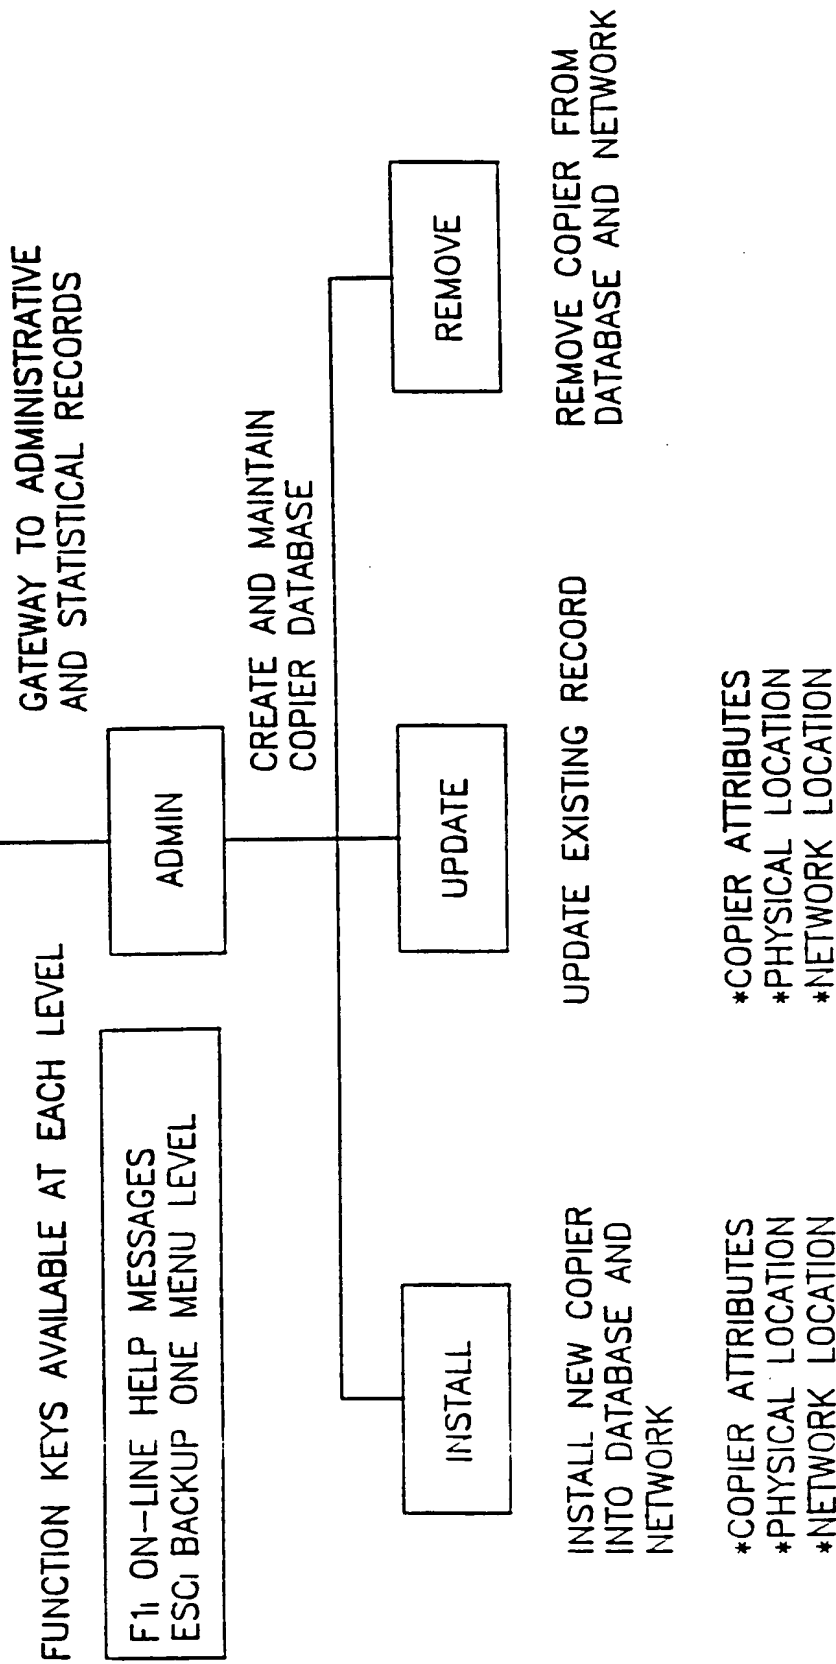 FUNCTION KEYS AVAILABLE AT EACH LEVEL
F1: ON-LINE HELP MESSAGES
ESC: BACKUP ONE MENU LEVEL
GATEWAY TO ADMINISTRATIVE
AND STATISTICAL RECORDS
ADMIN
CREATE AND MAINTAIN
COPIER DATABASE
INSTALL
INSTALL NEW COPIER
INTO DATABASE AND
NETWORK
*COPIER ATTRIBUTES
*PHYSICAL LOCATION
*NETWORK LOCATION
UPDATE
UPDATE EXISTING RECORD
*COPIER ATTRIBUTES
*PHYSICAL LOCATION
*NETWORK LOCATION
REMOVE
REMOVE COPIER FROM
DATABASE AND NETWORK